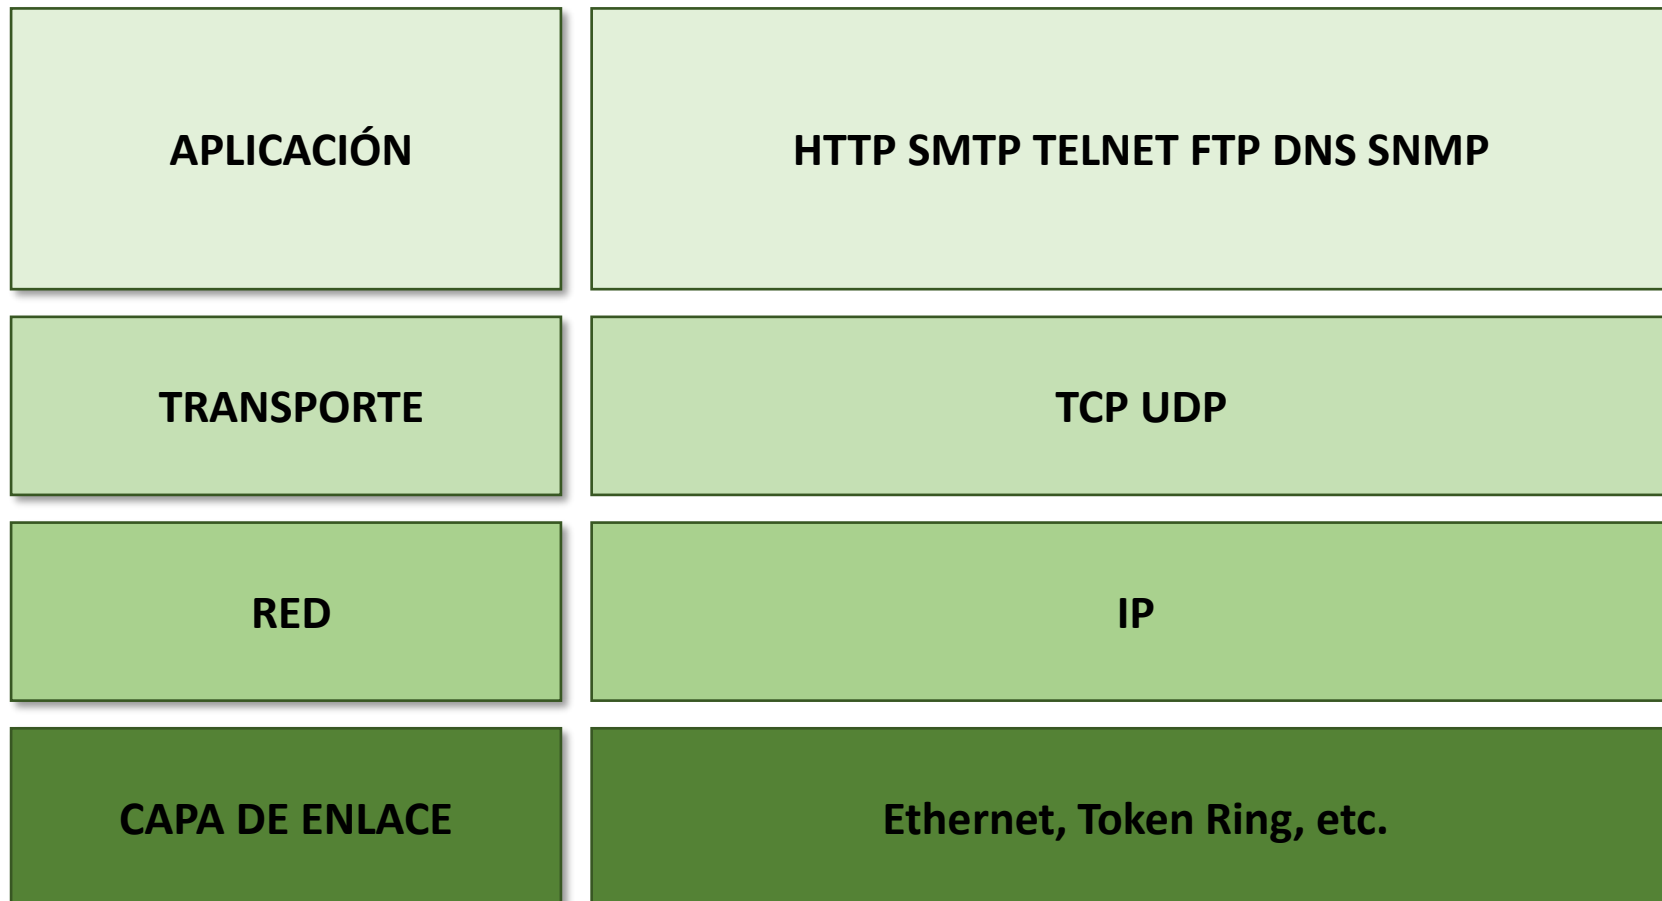 APLICACIÓN
HTTP SMTP TELNET FTP DNS SNMP
TRANSPORTE
TCP UDP
RED
IP
CAPA DE ENLACE
Ethernet, Token Ring, etc.